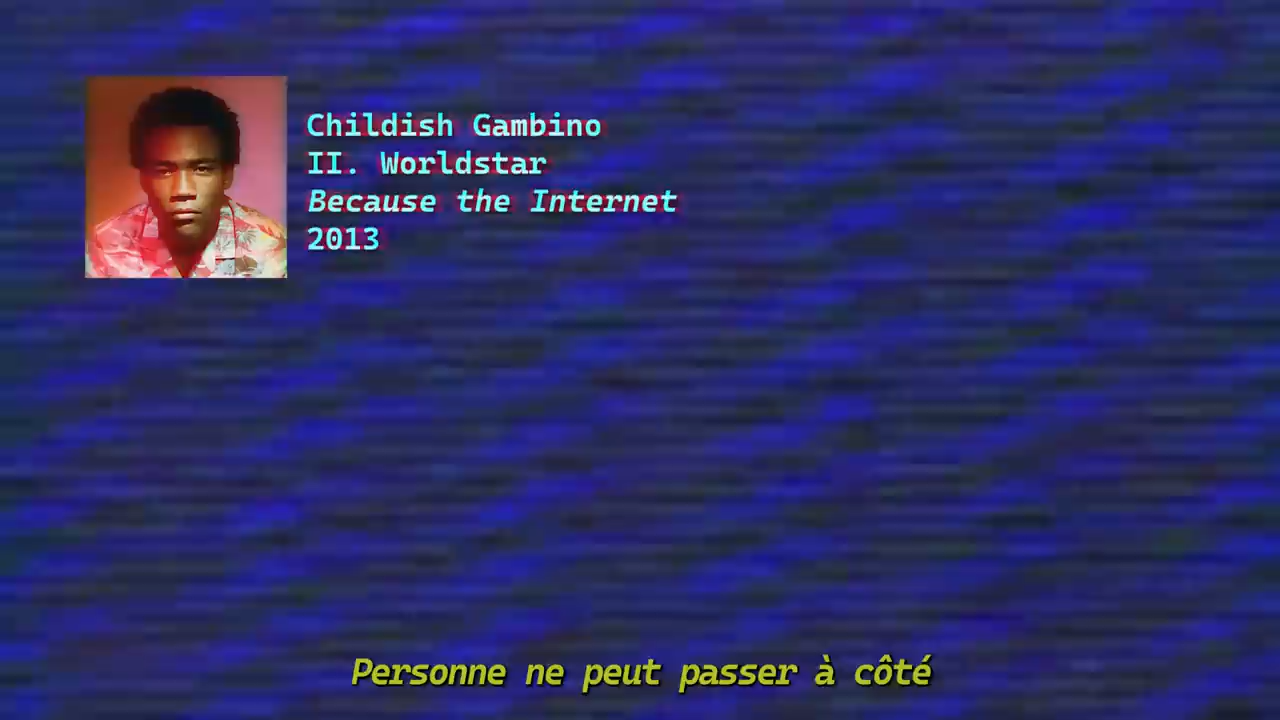 Childish Gambino
II. Worldstar
Because the Internet
2013
Personne ne peut passer à côté